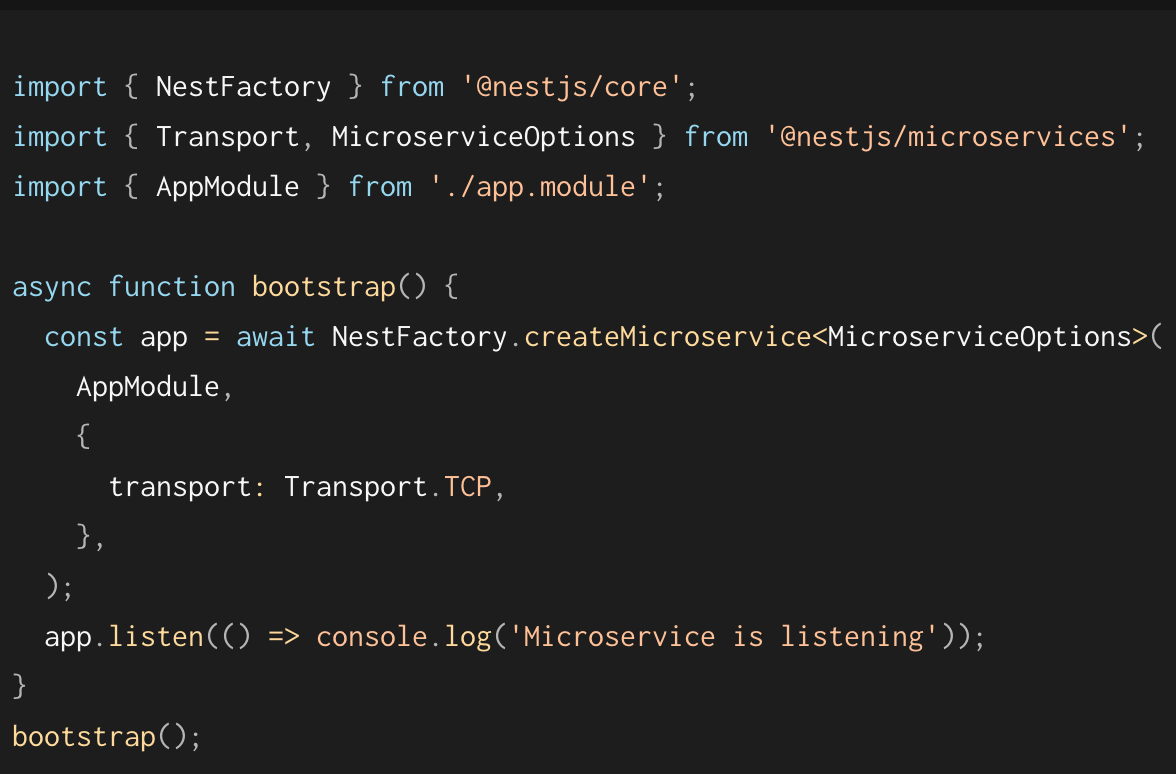 import { NestFactory } from '@nestjs/core';
import { Transport, MicroserviceOptions } from '@nestjs/microservices';
import { AppModule } from './app.module';

async function bootstrap() {
  const app = await NestFactory.createMicroservice<MicroserviceOptions>(
    AppModule,
    {
      transport: Transport.TCP,
    },
  );
  app.listen(() => console.log('Microservice is listening'));
}
bootstrap();